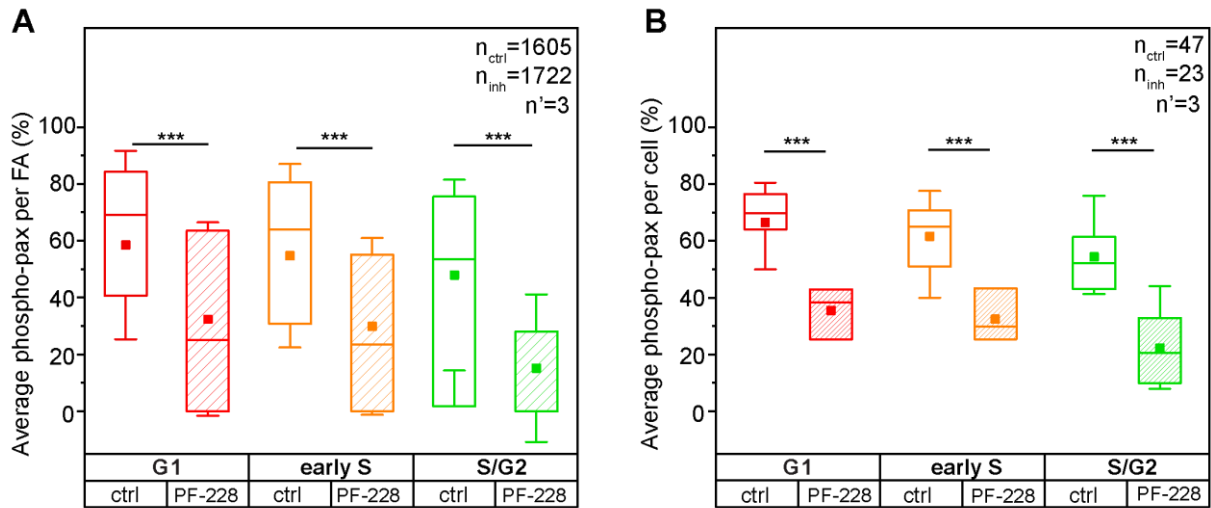 A
Average phospho-pax per FA (%)
n_ctrl=1605
n_inh=1722
n'=3
100
80
60
40
20
0
***
***
***
G1
early S
S/G2
ctrl
PF-228
ctrl
PF-228
ctrl
PF-228
B
Average phospho-pax per cell (%)
n_ctrl=47
n_inh=23
n'=3
100
80
60
40
20
0
***
***
***
G1
early S
S/G2
ctrl
PF-228
ctrl
PF-228
ctrl
PF-228